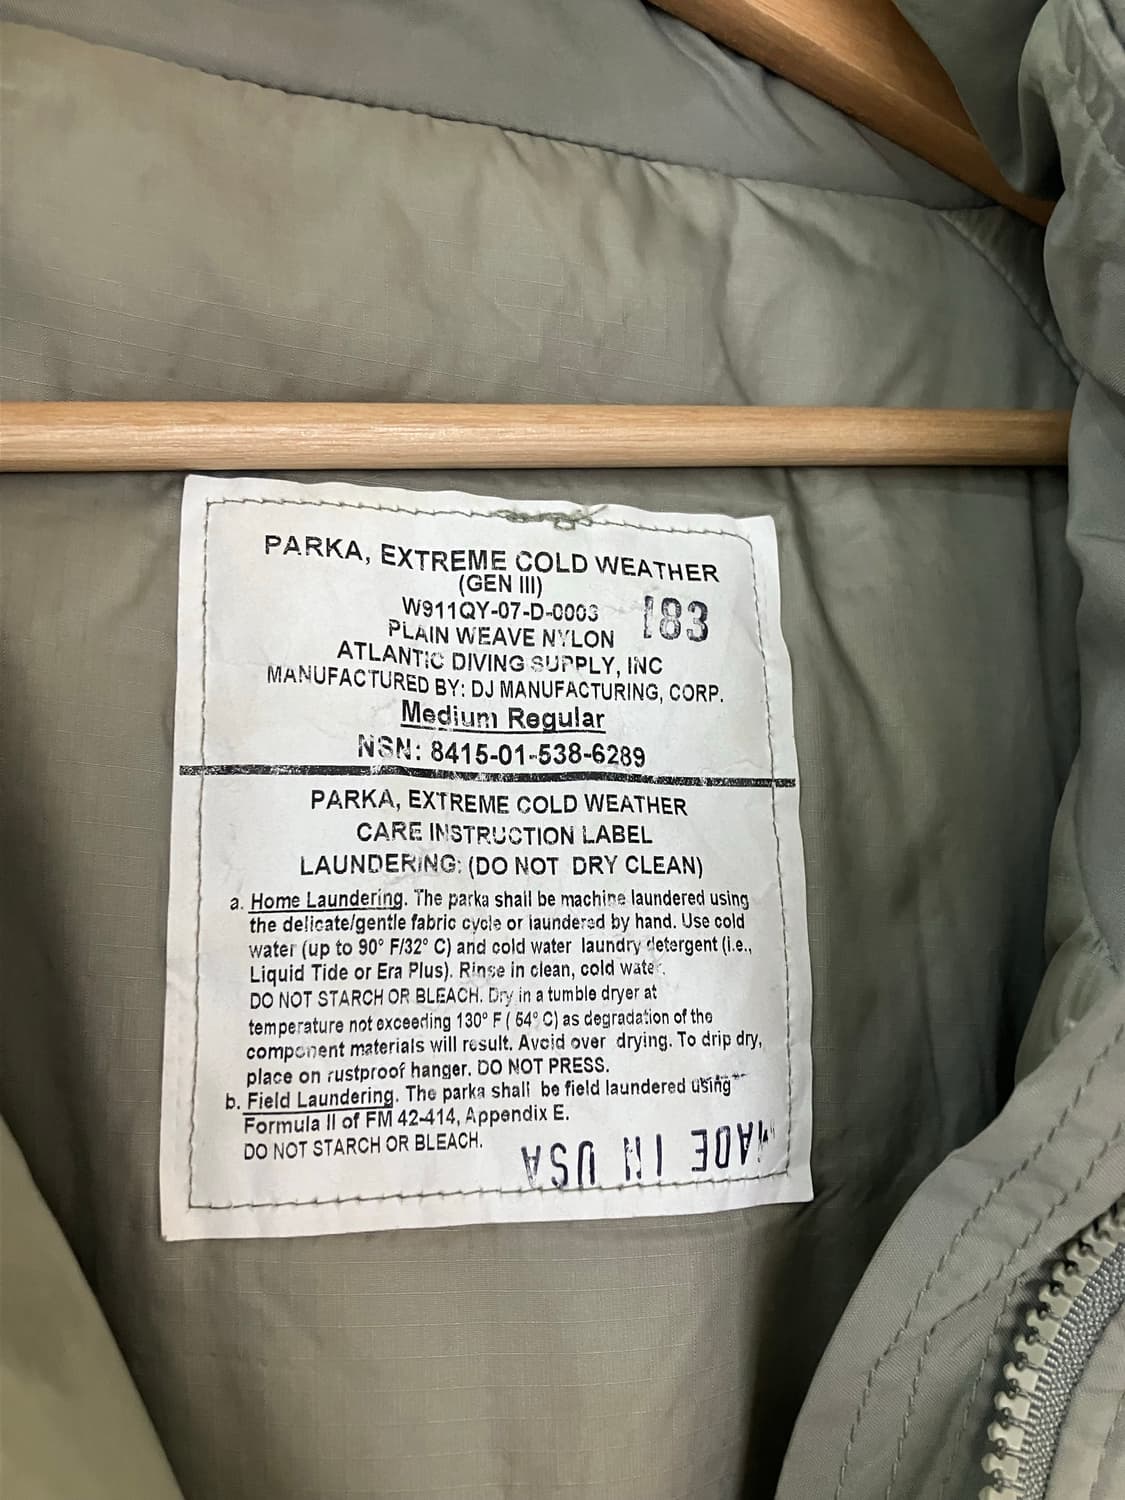 PARKA, EXTREME COLD WEATHER
(GEN III)
W911QY-07-D-0003
183
PLAIN WEAVE NYLON
ATLANTIC DIVING SUPPLY, INC
MANUFACTURED BY: DJ MANUFACTURING, CORP.
Medium Regular
NSN: 8415-01-538-6289
PARKA, EXTREME COLD WEATHER
CARE INSTRUCTION LABEL
LAUNDERING: (DO NOT DRY CLEAN)
a. Home Laundering. The parka shall be machine laundered using
the delicate/gentle fabric cycle or laundered by hand. Use cold
water (up to 90° F/32° C) and cold water laundry detergent (i.e.,
Liquid Tide or Era Plus). Rinse in clean, cold water.
DO NOT STARCH OR BLEACH. Dry in a tumble dryer at
temperature not exceeding 130° F ( 54° C) as degradation of the
component materials will result. Avoid over drying. To drip dry,
place on rustproof hanger. DO NOT PRESS.
b. Field Laundering. The parka shall be field laundered using
Formula II of FM 42-414, Appendix E.
DO NOT STARCH OR BLEACH.
MADE IN USA